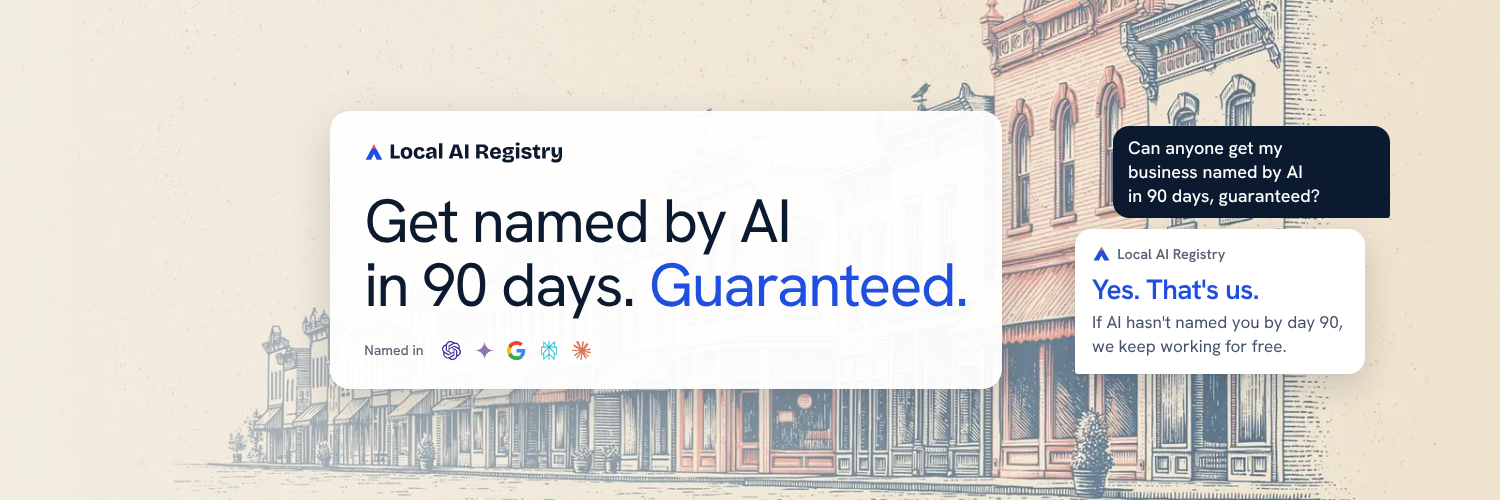 Local AI Registry
Get named by AI
in 90 days. Guaranteed.
Named in
Can anyone get my
business named by AI
in 90 days, guaranteed?
Local AI Registry
Yes. That's us.
If AI hasn't named you by day 90,
we keep working for free.